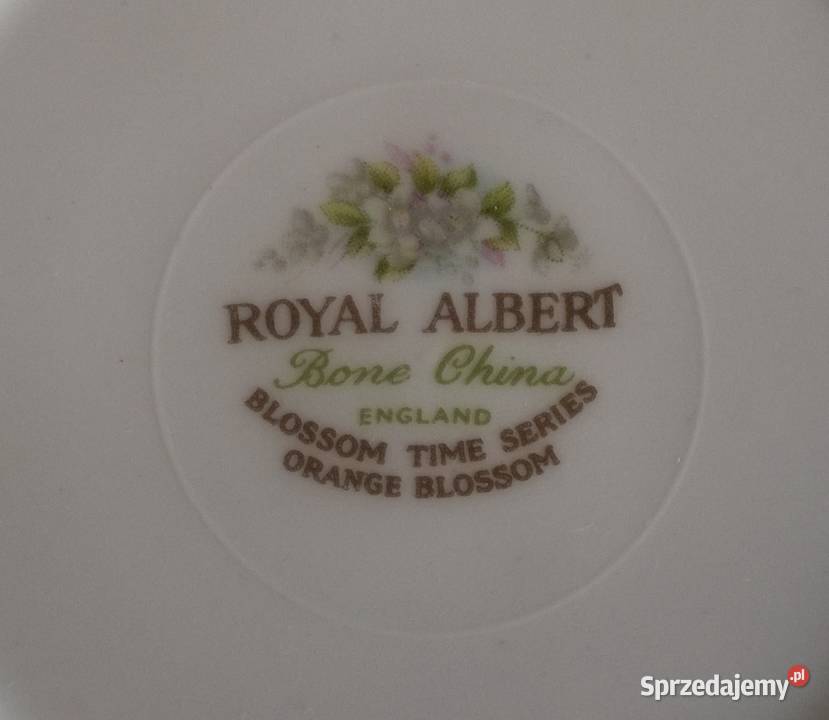 ROYAL ALBERT
Bone China
ENGLAND
BLOSSOM TIME SERIES
ORANGE BLOSSOM
Sprzedajemy.pl